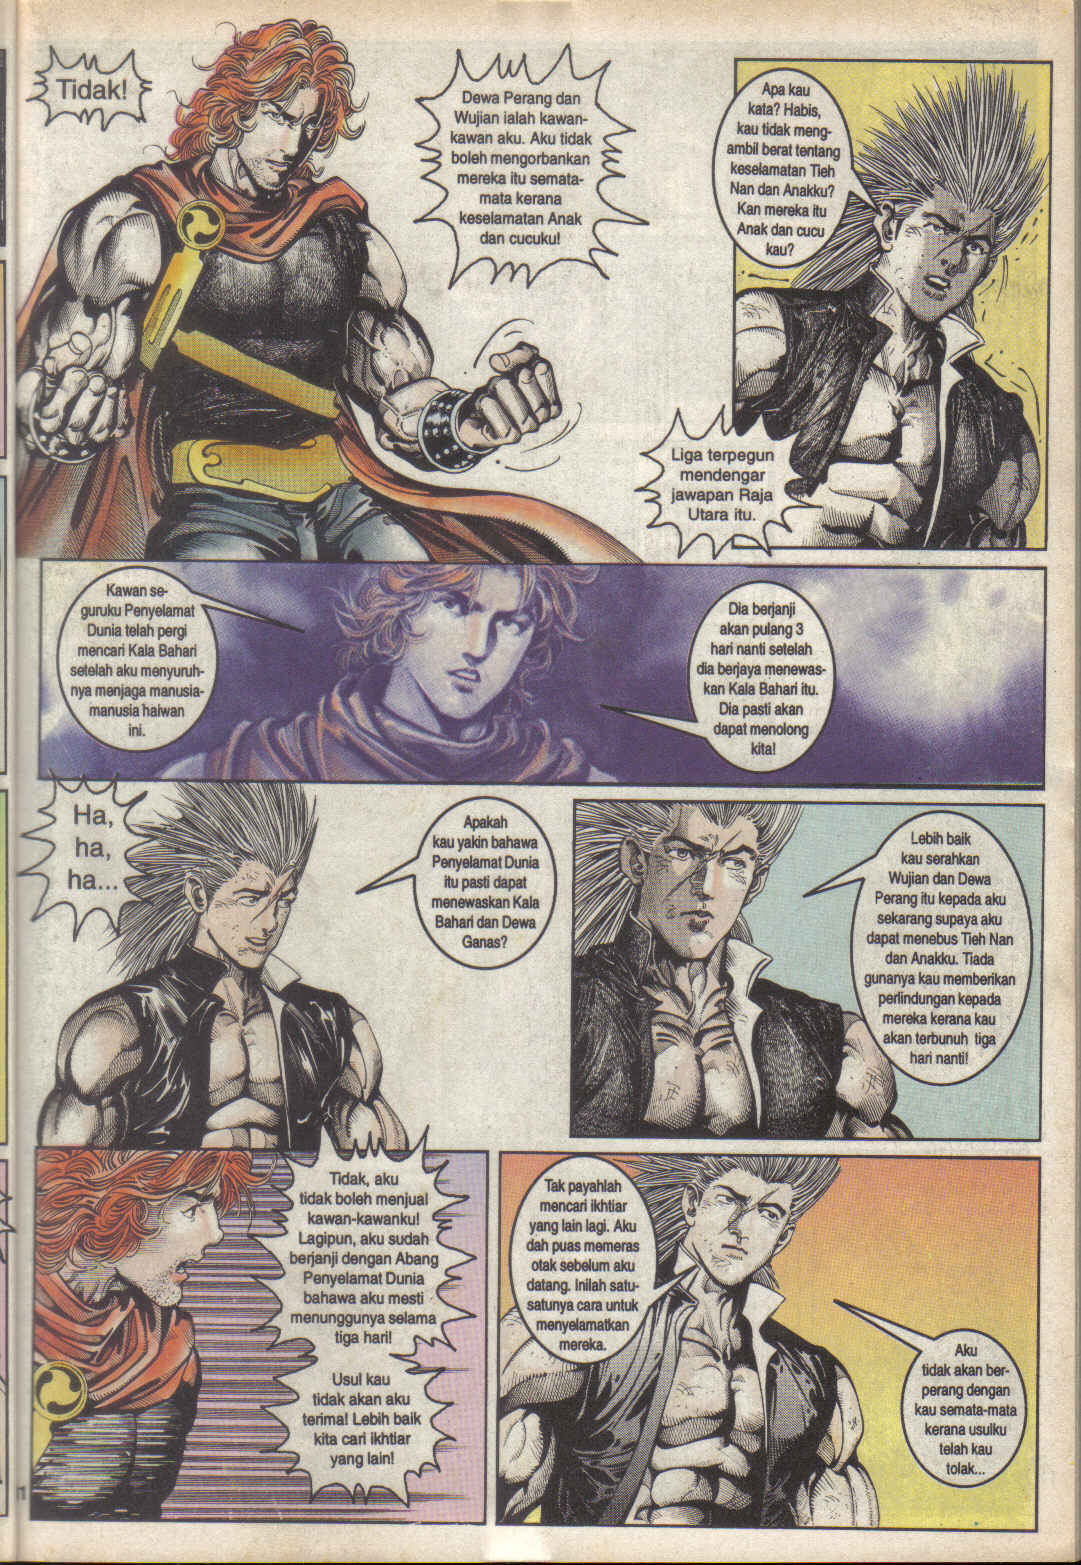 Tidak!
Dewa Perang dan
Wujian ialah kawan-
kawan aku. Aku tidak
boleh mengorbankan
mereka itu semata-
mata kerana
keselamatan Anak
dan cucuku!
Apa kau
kata? Habis,
kau tidak meng-
ambil berat tentang
keselamatan Tieh
Nan dan Anakku?
Kan mereka itu
Anak dan cucu
kau?
Liga terpegun
mendengar
jawapan Raja
Utara itu.
Kawan se-
guruku Penyelamat
Dunia telah pergi
mencari Kala Bahari
setelah aku menyuruh-
nya menjaga manusia-
manusia haiwan
ini.
Dia berjanji
akan pulang 3
hari nanti setelah
dia berjaya menewas-
kan Kala Bahari itu.
Dia pasti akan
dapat menolong
kita!
Ha,
ha,
ha...
Apakah
kau yakin bahawa
Penyelamat Dunia
itu pasti dapat
menewaskan Kala
Bahari dan Dewa
Ganas?
Lebih baik
kau serahkan
Wujian dan Dewa
Perang itu kepada aku
sekarang supaya aku
dapat menebus Tieh Nan
dan Anakku. Tiada
gunanya kau memberikan
perlindungan kepada
mereka kerana kau
akan terbunuh tiga
hari nanti!
Tidak, aku
tidak boleh menjual
kawan-kawanku!
Lagipun, aku sudah
berjanji dengan Abang
Penyelamat Dunia
bahawa aku mesti
menunggunya selama
tiga hari!
Usul kau
tidak akan aku
terima! Lebih baik
kita cari ikhtiar
yang lain!
Tak payahlah
mencari ikhtiar
yang lain lagi. Aku
dah puas memeras
otak sebelum aku
datang. Inilah satu-
satunya cara untuk
menyelamatkan
mereka.
Aku
tidak akan ber-
perang dengan
kau semata-mata
kerana usulku
telah kau
tolak...